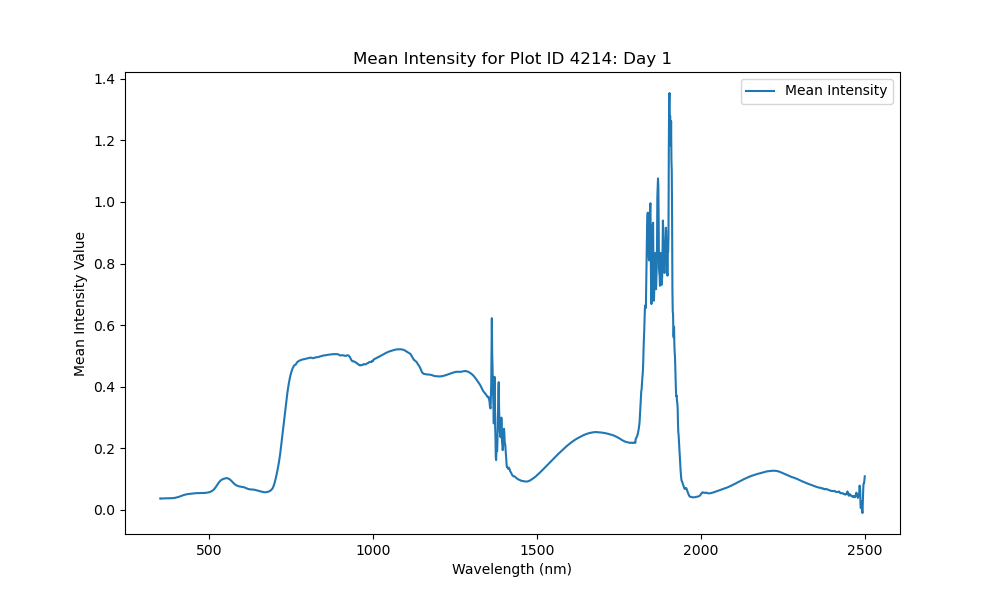 Mean Intensity for Plot ID 4214: Day 1
Mean Intensity
1.4
1.2
1.0
0.8
0.6
0.4
0.2
0.0
Mean Intensity Value
500 1000 1500 2000 2500
Wavelength (nm)